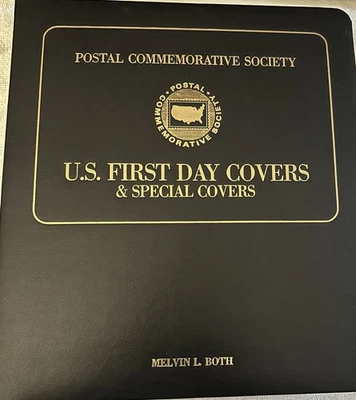 POSTAL COMMEMORATIVE SOCIETY
POSTAL
COMMEMORATIVE SOCIETY
U.S. FIRST DAY COVERS
& SPECIAL COVERS
MELVIN L. BOTH